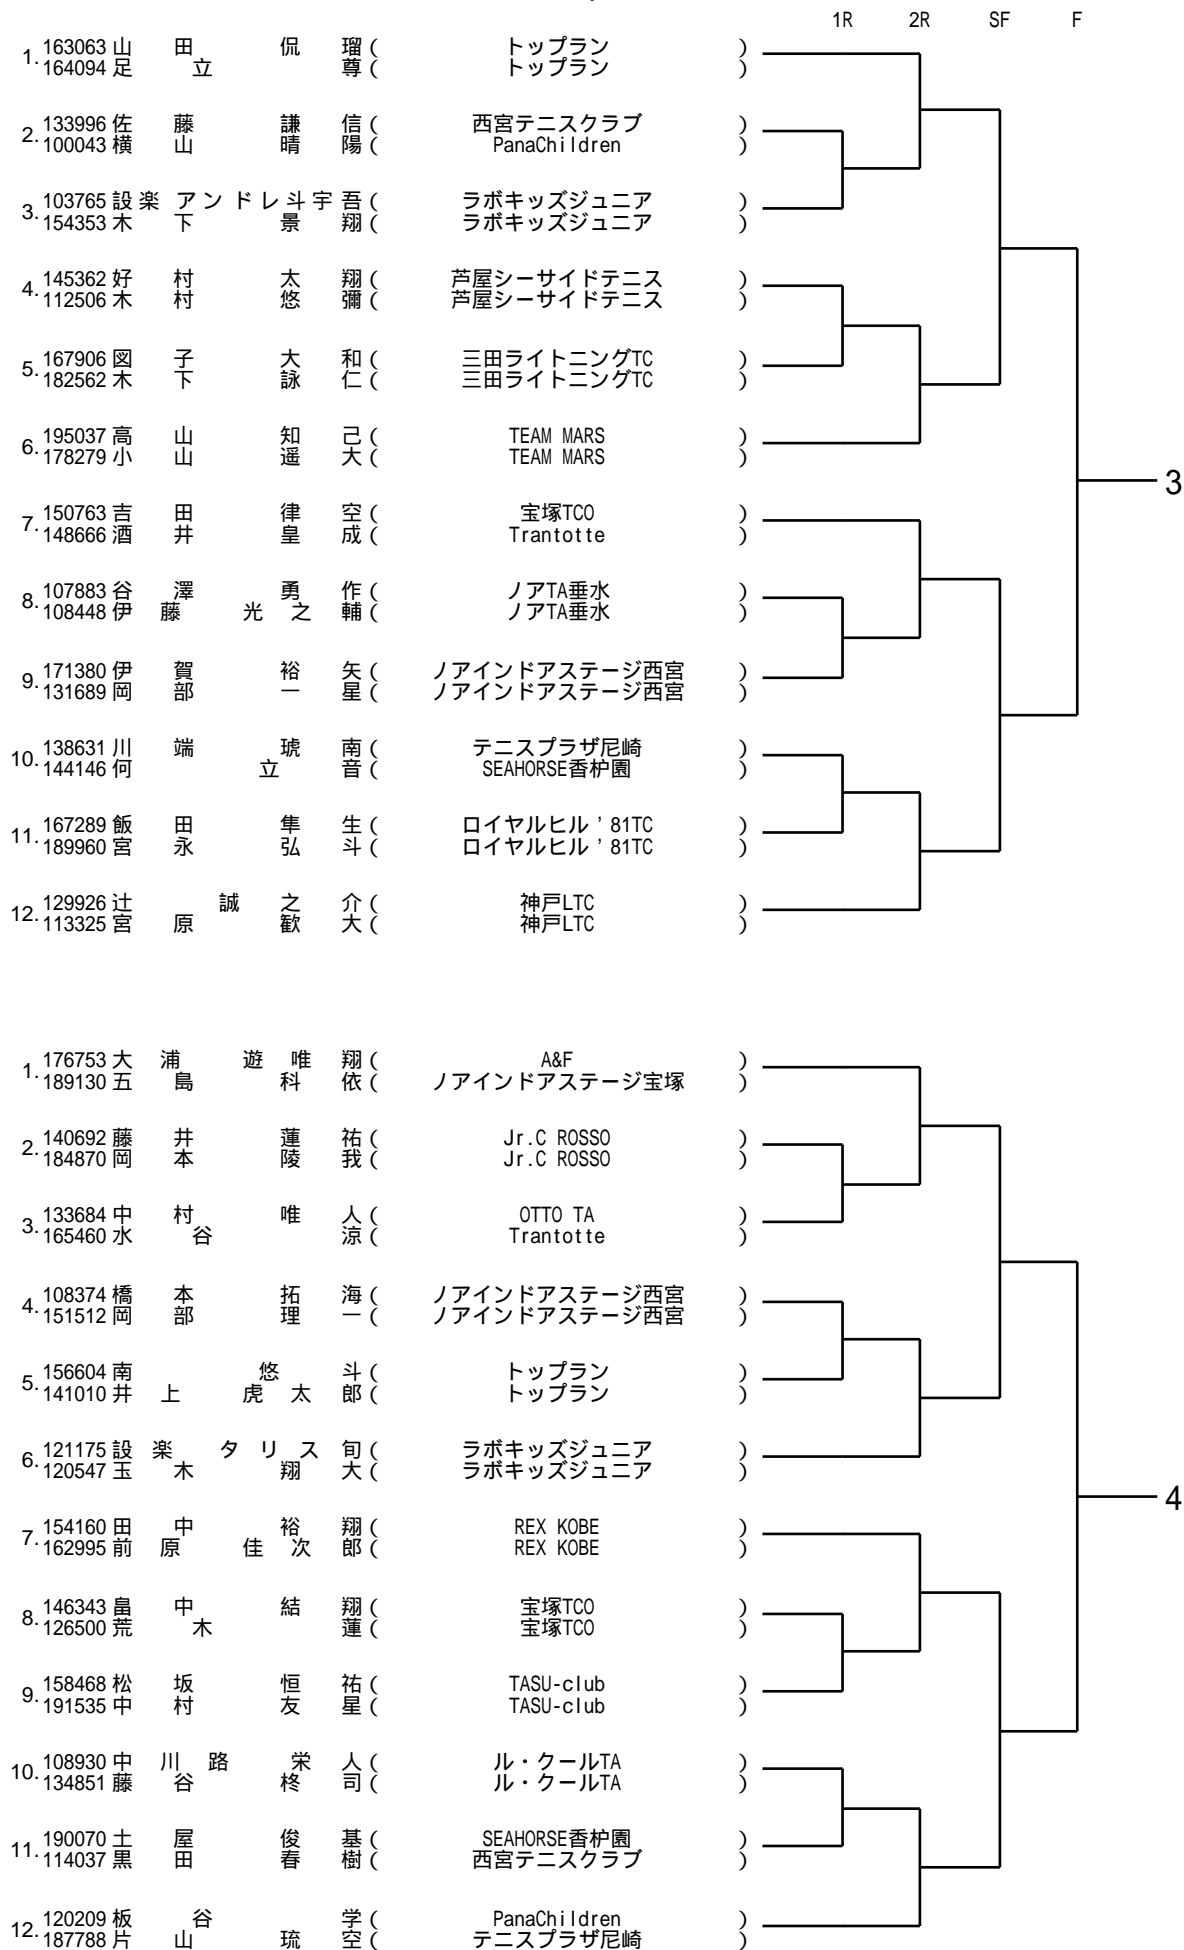 1R 2R SF F
1. 163063 山田 侃瑠 ( トップラン )
164094 足立 尊 ( トップラン )
2. 133996 佐藤 謙信 ( 西宮テニスクラブ )
100043 横山 晴陽 ( PanaChildren )
3. 103765 設楽 アンドレ斗宇吾 ( ラボキッズジュニア )
154353 木下 景翔 ( ラボキッズジュニア )
4. 145362 好村 太翔 ( 芦屋シーサイドテニス )
112506 木村 悠彌 ( 芦屋シーサイドテニス )
5. 167906 図子 大和 ( 三田ライトニングTC )
182562 木下 詠仁 ( 三田ライトニングTC )
6. 195037 高山 知己 ( TEAM MARS )
178279 小山 遥大 ( TEAM MARS )
3
7. 150763 吉田 律空 ( 宝塚TCO )
148666 酒井 皇成 ( Trantotte )
8. 107883 谷澤 勇作 ( ノアTA垂水 )
108448 伊藤 光之輔 ( ノアTA垂水 )
9. 171380 伊賀 裕矢 ( ノアインドアステージ西宮 )
131689 岡部 一星 ( ノアインドアステージ西宮 )
10. 138631 川端 琥南 ( テニスプラザ尼崎 )
144146 何 立音 ( SEAHORSE香枦園 )
11. 167289 飯田 隼生 ( ロイヤルヒル'81TC )
189960 宮永 弘斗 ( ロイヤルヒル'81TC )
12. 129926 辻 誠之介 ( 神戸LTC )
113325 宮原 歓大 ( 神戸LTC )
1. 176753 大浦 遊唯翔 ( A&F )
189130 五島 科依 ( ノアインドアステージ宝塚 )
2. 140692 藤井 蓮祐 ( Jr.C ROSSO )
184870 岡本 陵我 ( Jr.C ROSSO )
3. 133684 中村 唯人 ( OTTO TA )
165460 水谷 涼 ( Trantotte )
4. 108374 橋本 拓海 ( ノアインドアステージ西宮 )
151512 岡部 理一 ( ノアインドアステージ西宮 )
5. 156604 南 悠斗 ( トップラン )
141010 井上 虎太郎 ( トップラン )
6. 121175 設楽 タリス旬 ( ラボキッズジュニア )
120547 玉木 翔大 ( ラボキッズジュニア )
4
7. 154160 田中 裕翔 ( REX KOBE )
162995 前原 佳次郎 ( REX KOBE )
8. 146343 畠中 結翔 ( 宝塚TCO )
126500 荒木 蓮 ( 宝塚TCO )
9. 158468 松坂 恒祐 ( TASU-club )
191535 中村 友星 ( TASU-club )
10. 108930 中川路 栄人 ( ル・クールTA )
134851 藤谷 柊司 ( ル・クールTA )
11. 190070 土屋 俊基 ( SEAHORSE香枦園 )
114037 黒田 春樹 ( 西宮テニスクラブ )
12. 120209 板谷 学 ( PanaChildren )
187788 片山 琉空 ( テニスプラザ尼崎 )